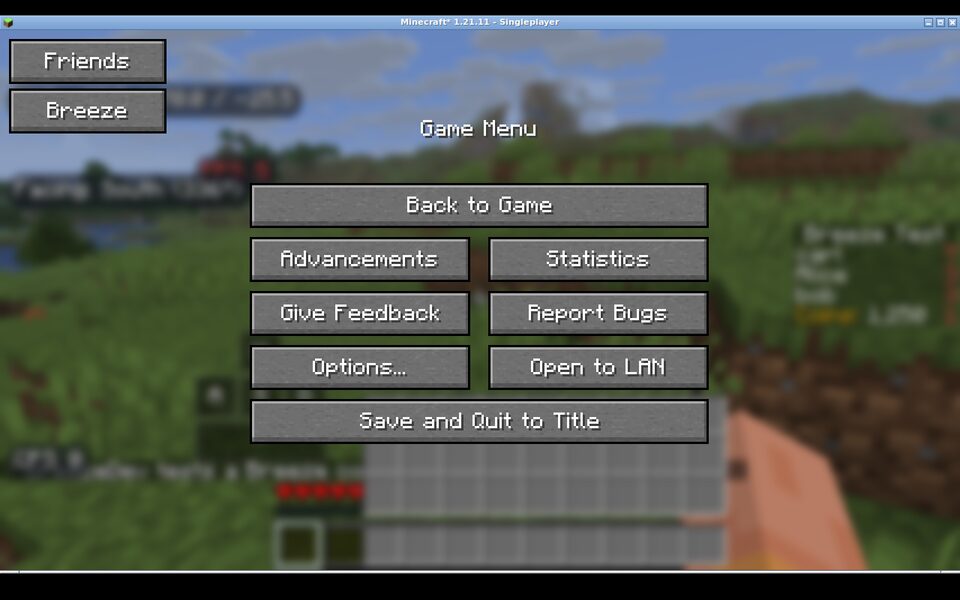 Minecraft* 1.21.11 - Singleplayer
Friends
Breeze
Game Menu
Back to Game
Advancements
Statistics
Give Feedback
Report Bugs
Options...
Open to LAN
Save and Quit to Title